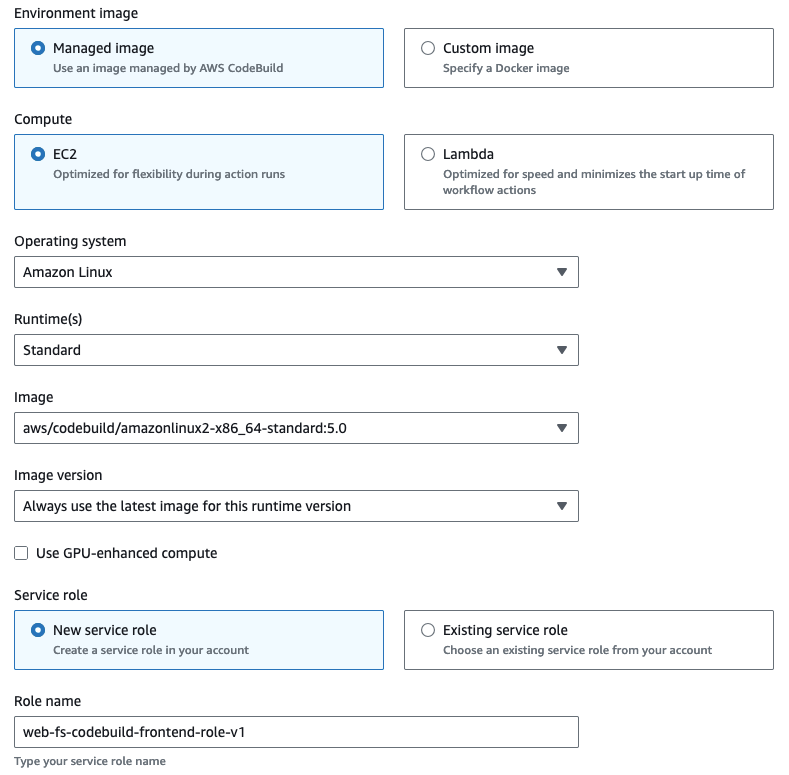 Environment image
Managed image
Use an image managed by AWS CodeBuild
Custom image
Specify a Docker image
Compute
EC2
Optimized for flexibility during action runs
Lambda
Optimized for speed and minimizes the start up time of
workflow actions
Operating system
Amazon Linux
Runtime(s)
Standard
Image
aws/codebuild/amazonlinux2-x86_64-standard:5.0
Image version
Always use the latest image for this runtime version
Use GPU-enhanced compute
Service role
New service role
Create a service role in your account
Existing service role
Choose an existing service role from your account
Role name
web-fs-codebuild-frontend-role-v1
Type your service role name